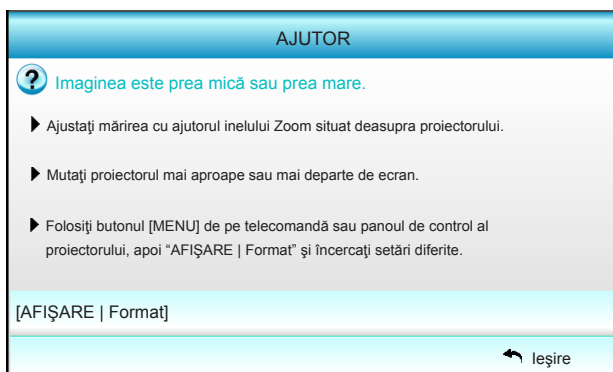 AJUTOR
? Imaginea este prea mică sau prea mare.
Ajustaţi mărirea cu ajutorul inelului Zoom situat deasupra proiectorului.
Mutaţi proiectorul mai aproape sau mai departe de ecran.
Folosiţi butonul [MENU] de pe telecomandă sau panoul de control al
proiectorului, apoi “AFIŞARE | Format” şi încercaţi setări diferite.
[AFIŞARE | Format]
Ieşire